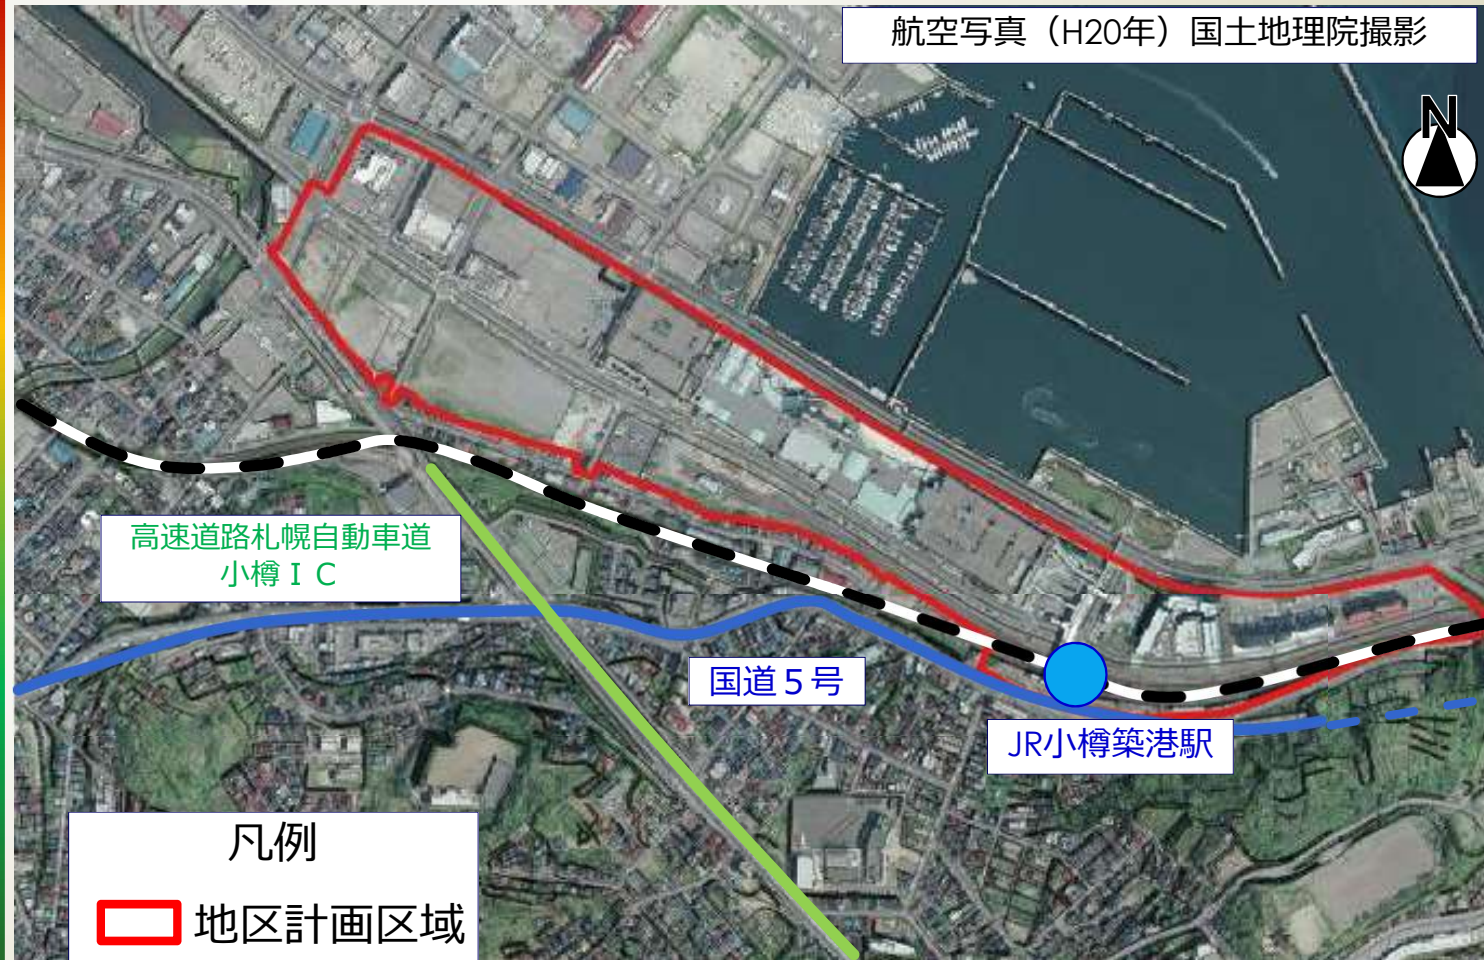 航空写真（H20年）国土地理院撮影
N
高速道路札幌自動車道
小樽ＩＣ
国道５号
JR小樽築港駅
凡例
地区計画区域